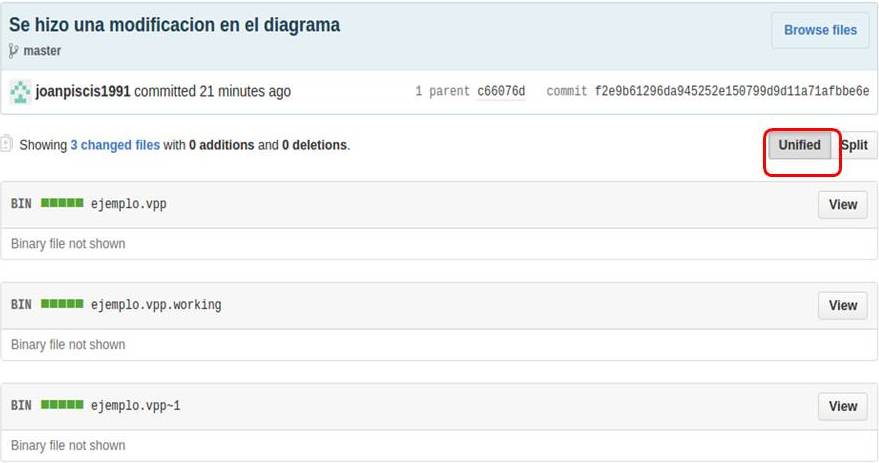 Se hizo una modificacion en el diagrama
Browse files
master
joanpiscis1991 committed 21 minutes ago
1 parent c66076d commit f2e9b61296da945252e150799d9d11a71afbbe6e
Showing 3 changed files with 0 additions and 0 deletions.
Unified Split
BIN ejemplo.vpp
View
Binary file not shown
BIN ejemplo.vpp.working
View
Binary file not shown
BIN ejemplo.vpp~1
View
Binary file not shown